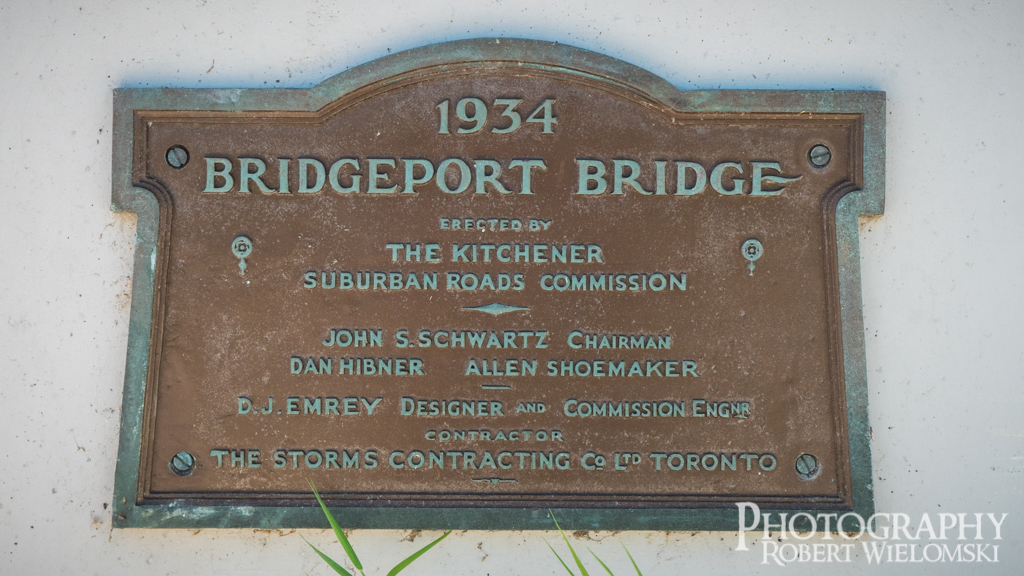 1934
BRIDGEPORT BRIDGE
ERECTED BY
THE KITCHENER
SUBURBAN ROADS COMMISSION
JOHN S. SCHWARTZ CHAIRMAN
DAN HIBNER ALLEN SHOEMAKER
D. J. EMREY DESIGNER AND COMMISSION ENGNR
CONTRACTOR
THE STORMS CONTRACTING CO LTD TORONTO
PHOTOGRAPHY
ROBERT WIELOMSKI